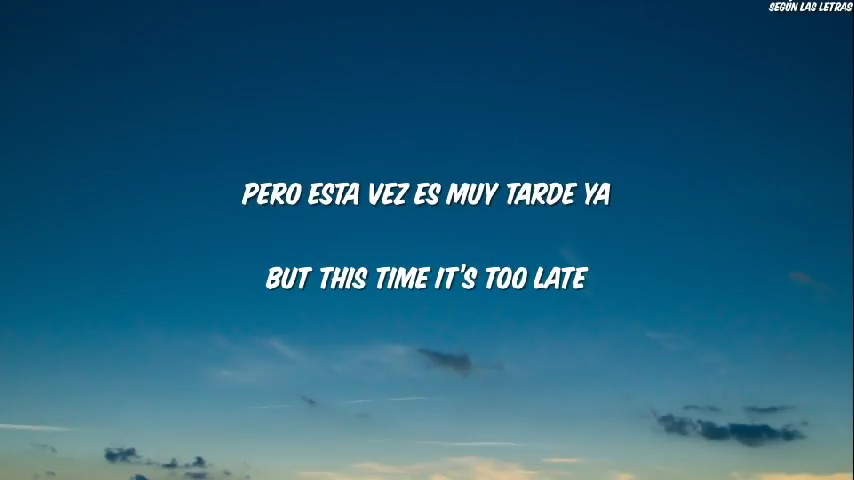 SEGÚN LAS LETRAS
PERO ESTA VEZ ES MUY TARDE YA
BUT THIS TIME IT'S TOO LATE